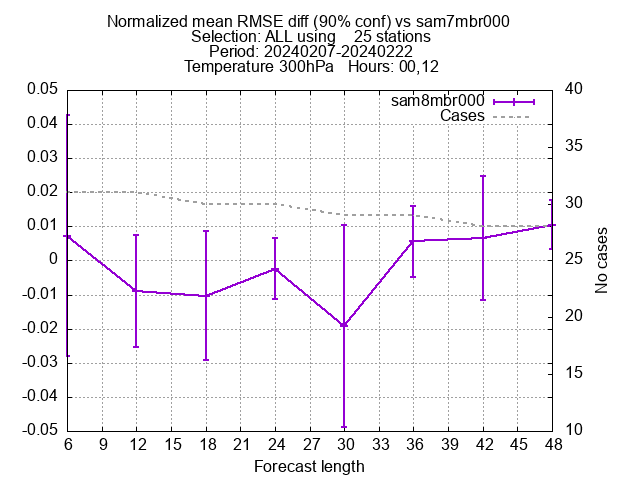 Normalized mean RMSE diff (90% conf) vs sam7mbr000
Selection: ALL using    25 stations
Period: 20240207-20240222
Temperature 300hPa   Hours: 00,12
sam8mbr000
Cases
0.05
0.04
0.03
0.02
0.01
0
-0.01
-0.02
-0.03
-0.04
-0.05
40
35
30
25
20
15
10
No cases
6 9 12 15 18 21 24 27 30 33 36 39 42 45 48
Forecast length